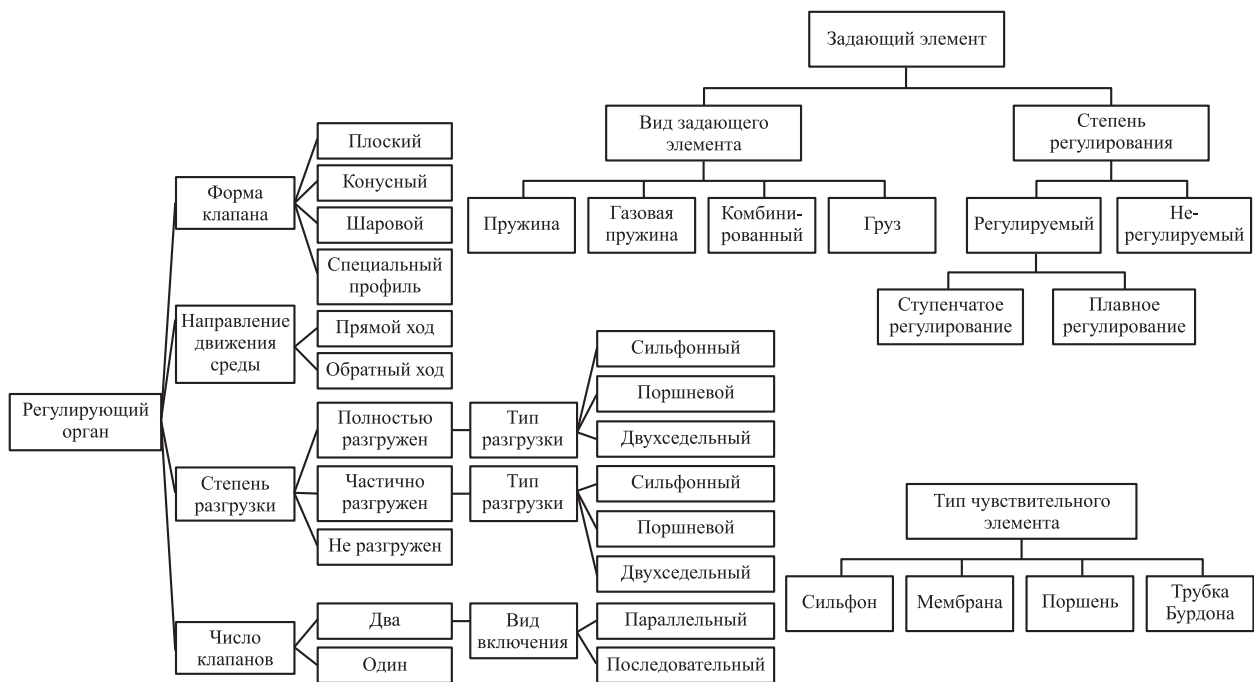 Задающий элемент
Вид задающего
элемента
Степень
регулирования
Пружина
Газовая
пружина
Комбини-
рованный
Груз
Регулируемый
Не-
регулируемый
Ступенчатое
регулирование
Плавное
регулирование
Регулирующий
орган
Форма
клапана
Плоский
Конусный
Шаровой
Специальный
профиль
Направление
движения
среды
Прямой ход
Обратный ход
Степень
разгрузки
Полностью
разгружен
Тип
разгрузки
Сильфонный
Поршневой
Двухседельный
Частично
разгружен
Тип
разгрузки
Сильфонный
Поршневой
Двухседельный
Не разгружен
Число
клапанов
Два
Вид
включения
Параллельный
Последовательный
Один
Тип чувствительного
элемента
Сильфон
Мембрана
Поршень
Трубка
Бурдона